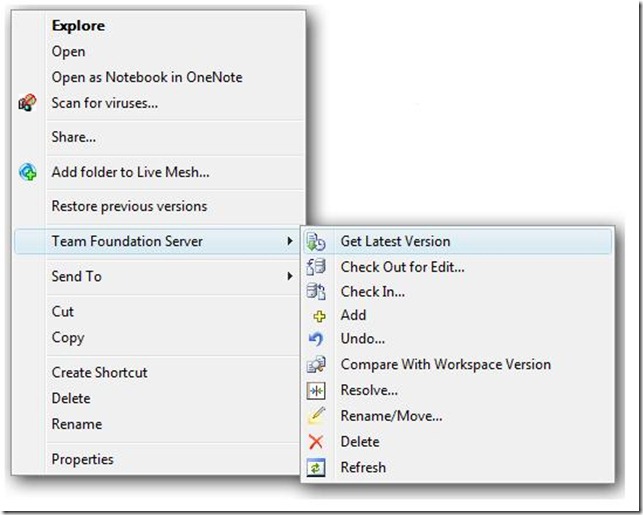 Explore
Open
Open as Notebook in OneNote
Scan for viruses...
Share...
Add folder to Live Mesh...
Restore previous versions
Team Foundation Server
Send To
Cut
Copy
Create Shortcut
Delete
Rename
Properties
Get Latest Version
Check Out for Edit...
Check In...
Add
Undo...
Compare With Workspace Version
Resolve...
Rename/Move...
Delete
Refresh